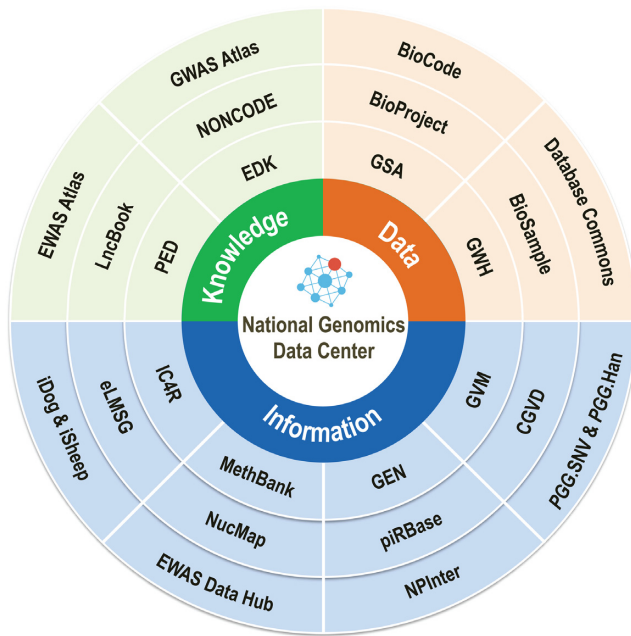 GWAS Atlas
BioCode
NONCODE
BioProject
EDK
GSA
EWAS Atlas
LncBook
PED
Knowledge
Data
GWH
BioSample
Database Commons
National Genomics
Data Center
iDog & iSheep
eLMSG
IC4R
Information
GVM
CGVD
PGG.SNV & PGG.Han
MethBank
GEN
NucMap
piRBase
EWAS Data Hub
NPInter